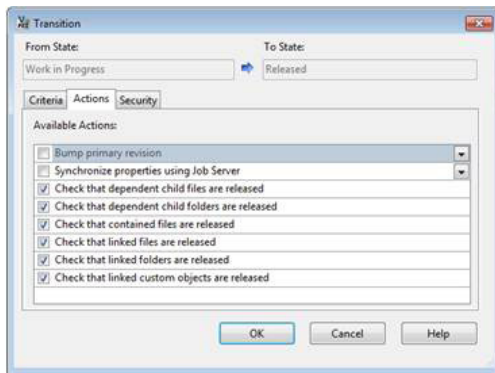 Transition
From State:
To State:
Work in Progress
Released
Criteria
Actions
Security
Available Actions:
Bump primary revision
Synchronize properties using Job Server
Check that dependent child files are released
Check that dependent child folders are released
Check that contained files are released
Check that linked files are released
Check that linked folders are released
Check that linked custom objects are released
OK
Cancel
Help